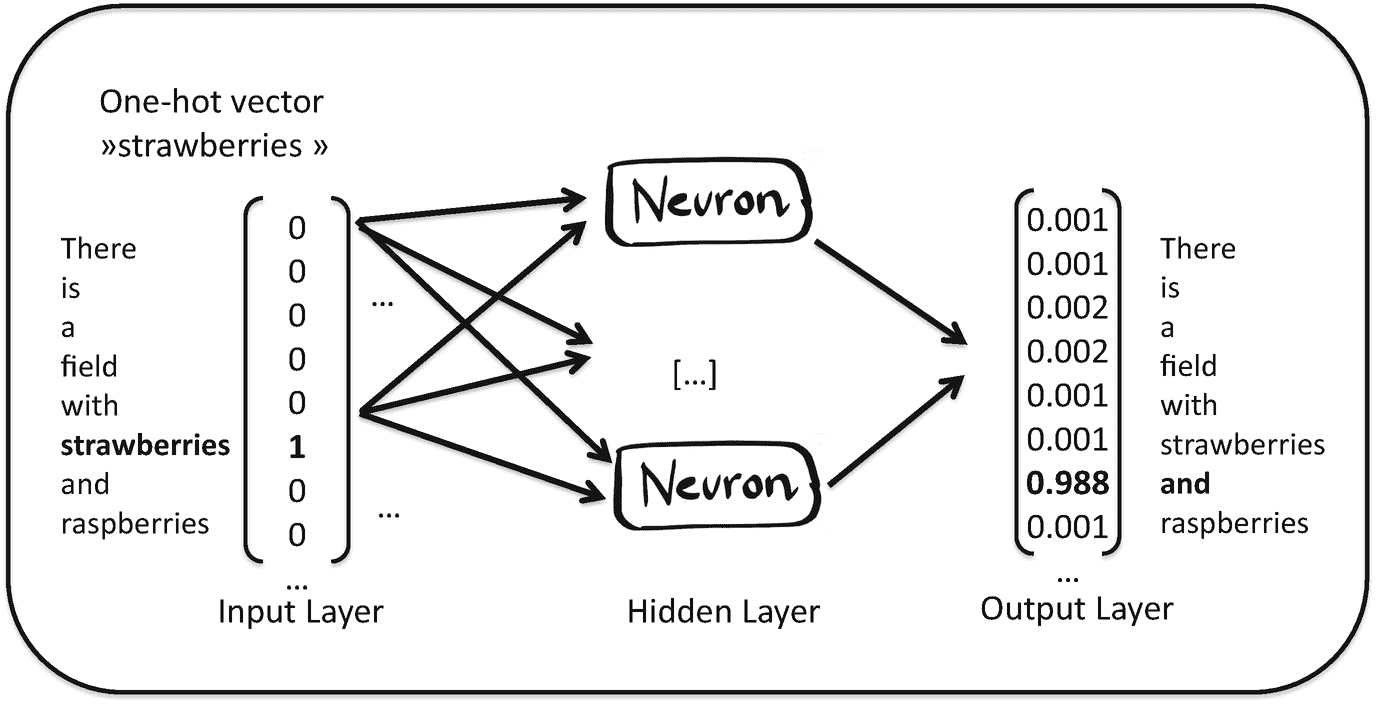 One-hot vector
»strawberries »
There
is
a
field
with
strawberries
and
raspberries
0
0
0
0
0
1
0
0
...
Input Layer
...
...
Neuron
[...]
Neuron
Hidden Layer
0.001
0.001
0.002
0.002
0.001
0.001
0.988
0.001
...
Output Layer
There
is
a
field
with
strawberries
and
raspberries